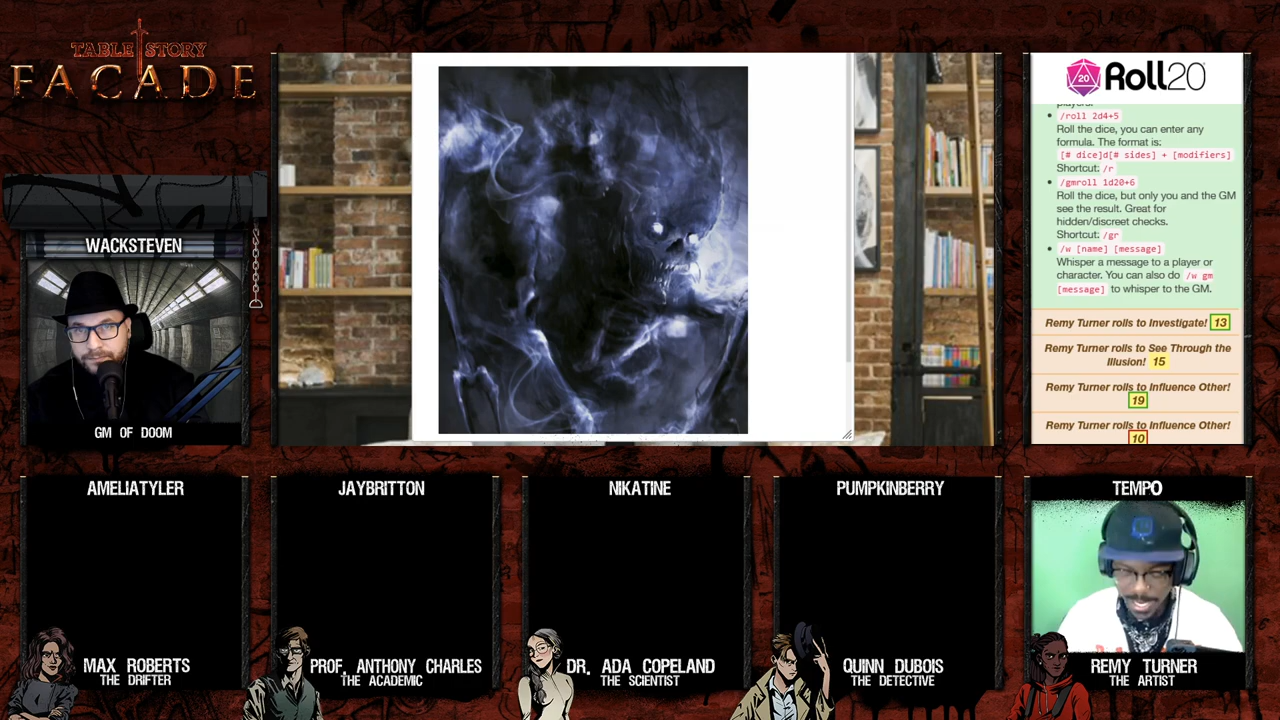 TABLE STORY
FACADE
WACKSTEVEN
GM OF DOOM
20
Roll20
players.
/roll 2d4+5
Roll the dice, you can enter any
formula. The format is:
[# dice]d[# sides] + [modifiers]
Shortcut: /r
/gmroll 1d20+6
Roll the dice, but only you and the GM
see the result. Great for
hidden/discreet checks.
Shortcut: /gr
/w [name] [message]
Whisper a message to a player or
character. You can also do /w gm
[message] to whisper to the GM.
Remy Turner rolls to Investigate! 13
Remy Turner rolls to See Through the
Illusion! 15
Remy Turner rolls to Influence Other!
19
Remy Turner rolls to Influence Other!
10
AMELIATYLER
MAX ROBERTS
THE DRIFTER
JAYBRITTON
PROF. ANTHONY CHARLES
THE ACADEMIC
NIKATINE
DR. ADA COPELAND
THE SCIENTIST
PUMPKINBERRY
QUINN DUBOIS
THE DETECTIVE
TEMPO
REMY TURNER
THE ARTIST